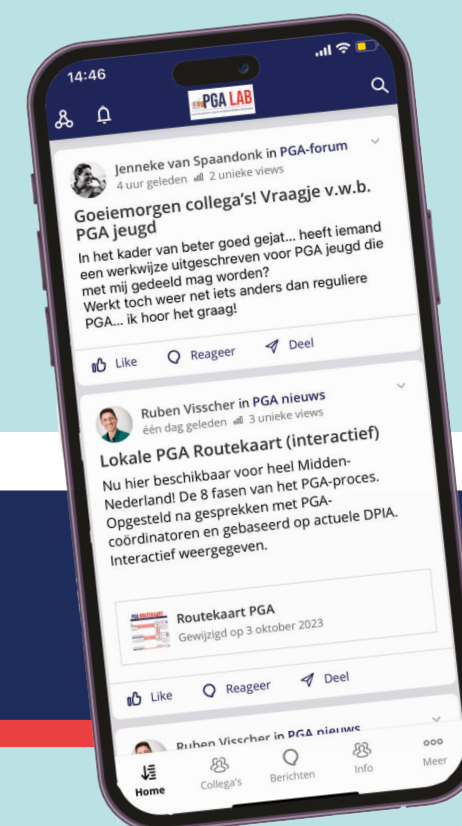 14:46
PGA LAB
Jenneke van Spaandonk in PGA-forum
4 uur geleden 2 unieke views
Goeiemorgen collega's! Vraagje v.w.b.
PGA jeugd
In het kader van beter goed gejat... heeft iemand
een werkwijze uitgeschreven voor PGA jeugd die
met mij gedeeld mag worden?
Werkt toch weer net iets anders dan reguliere
PGA... ik hoor het graag!
Like Reageer Deel
Ruben Visscher in PGA nieuws
één dag geleden 3 unieke views
Lokale PGA Routekaart (interactief)
Nu hier beschikbaar voor heel Midden-
Nederland! De 8 fasen van het PGA-proces.
Opgesteld na gesprekken met PGA-
coördinatoren en gebaseerd op actuele DPIA.
Interactief weergegeven.
Routekaart PGA
Gewijzigd op 3 oktober 2023
Like Reageer Deel
Ruben Visscher in PGA nieuws
Home Collega's Berichten Info Meer